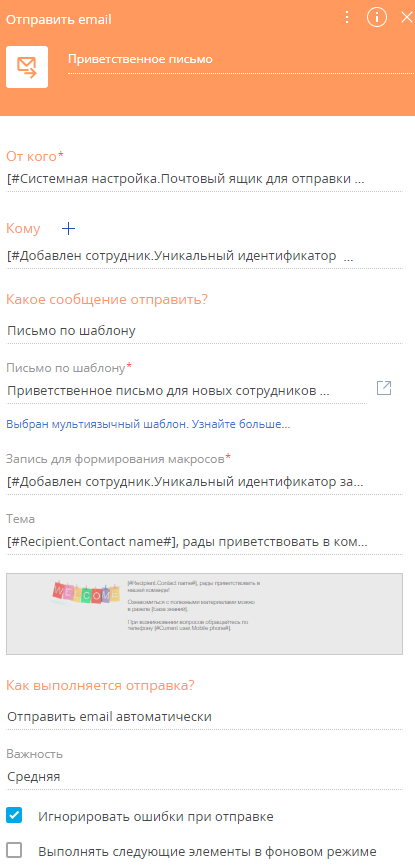 Отправить email
Приветственное письмо
От кого*
[#Системная настройка.Почтовый ящик для отправки ...
Кому +
[#Добавлен сотрудник.Уникальный идентификатор ...
Какое сообщение отправить?
Письмо по шаблону
Письмо по шаблону*
Приветственное письмо для новых сотрудников ...
Выбран мультиязычный шаблон. Узнайте больше...
Запись для формирования макросов*
[#Добавлен сотрудник.Уникальный идентификатор за...
Тема
[#Recipient.Contact name#], рады приветствовать в ком...
WELCOME
[#Recipient.Contact name#], рады приветствовать в
нашей команде!
Ознакомиться с полезными материалами можно
в разделе [база знаний].
При возникновении вопросов обращайтесь по
телефону [#Current user.Mobile phone#].
Как выполняется отправка?
Отправить email автоматически
Важность
Средняя
Игнорировать ошибки при отправке
Выполнять следующие элементы в фоновом режиме